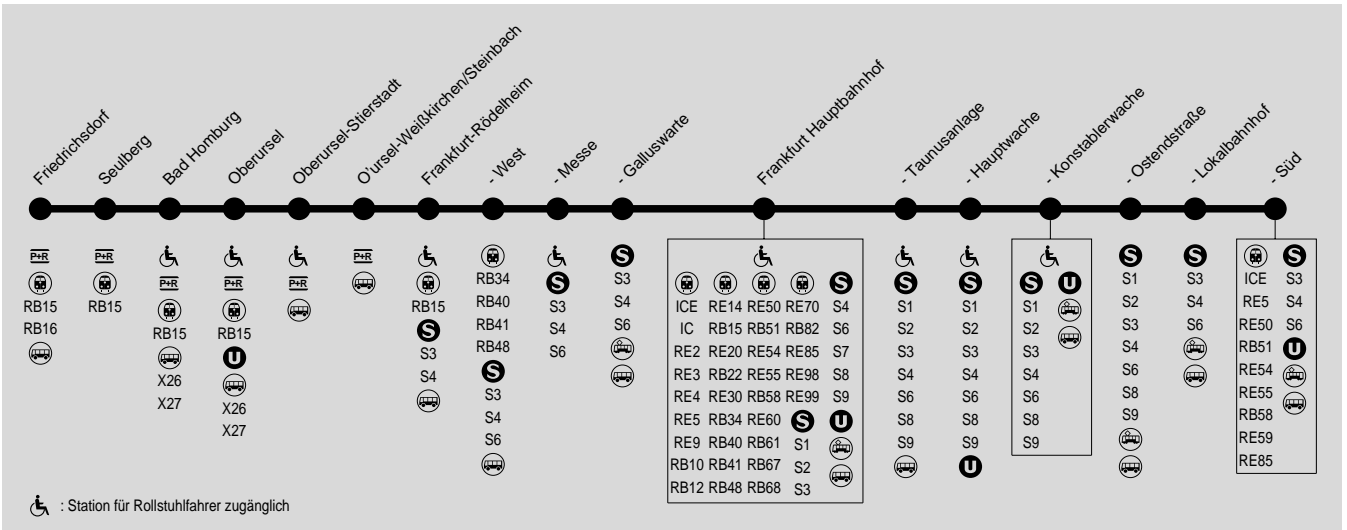 Friedrichsdorf
Seulberg
Bad Homburg
Oberursel
Oberursel-Stierstadt
O'ursel-Weißkirchen/Steinbach
Frankfurt-Rödelheim
- West
- Messe
- Galluswarte
Frankfurt Hauptbahnhof
- Taunusanlage
- Hauptwache
- Konstablerwache
- Ostendstraße
- Lokalbahnhof
- Süd
P+R
RB15
RB16
P+R
RB15
P+R
RB15
X26
X27
P+R
RB15
U
X26
X27
P+R
P+R
RB15
S
S3
S4
RB34
RB40
RB41
RB48
S
S3
S4
S6
S
S3
S4
S6
S
S3
S4
S6
ICE RE14 RE50 RE70 S
IC RB15 RB51 RB82 S4
RE2 RE20 RE54 RE85 S6
RE3 RB22 RE55 RE98 S7
RE4 RE30 RB58 RE99 S8
RE5 RB34 RE60 S S9
RE9 RB40 RB61 S1 U
RB10 RB41 RB67 S2
RB12 RB48 RB68 S3
S
S1
S2
S3
S4
S6
S8
S9
S
S1
S2
S3
S4
S6
S8
S9
U
S U
S1
S2
S3
S4
S6
S8
S9
S
S1
S2
S3
S4
S6
S8
S9
S
S3
S4
S6
S
ICE S3
RE5 S4
RE50 S6
RB51 U
RE54
RE55
RB58
RE59
RE85
: Station für Rollstuhlfahrer zugänglich